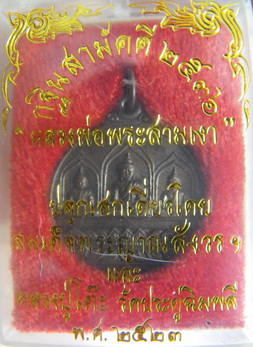 กฐินสามัคคี ๒๕๒๓
"หลวงพ่อพระสามเงา"
ปลุกเสกเดี่ยวโดย
สมเด็จพระญาณสังวร ฯ
และ
หลวงปู่โต๊ะ วัดประดู่ฉิมพลี
พ.ศ. ๒๕๒๓